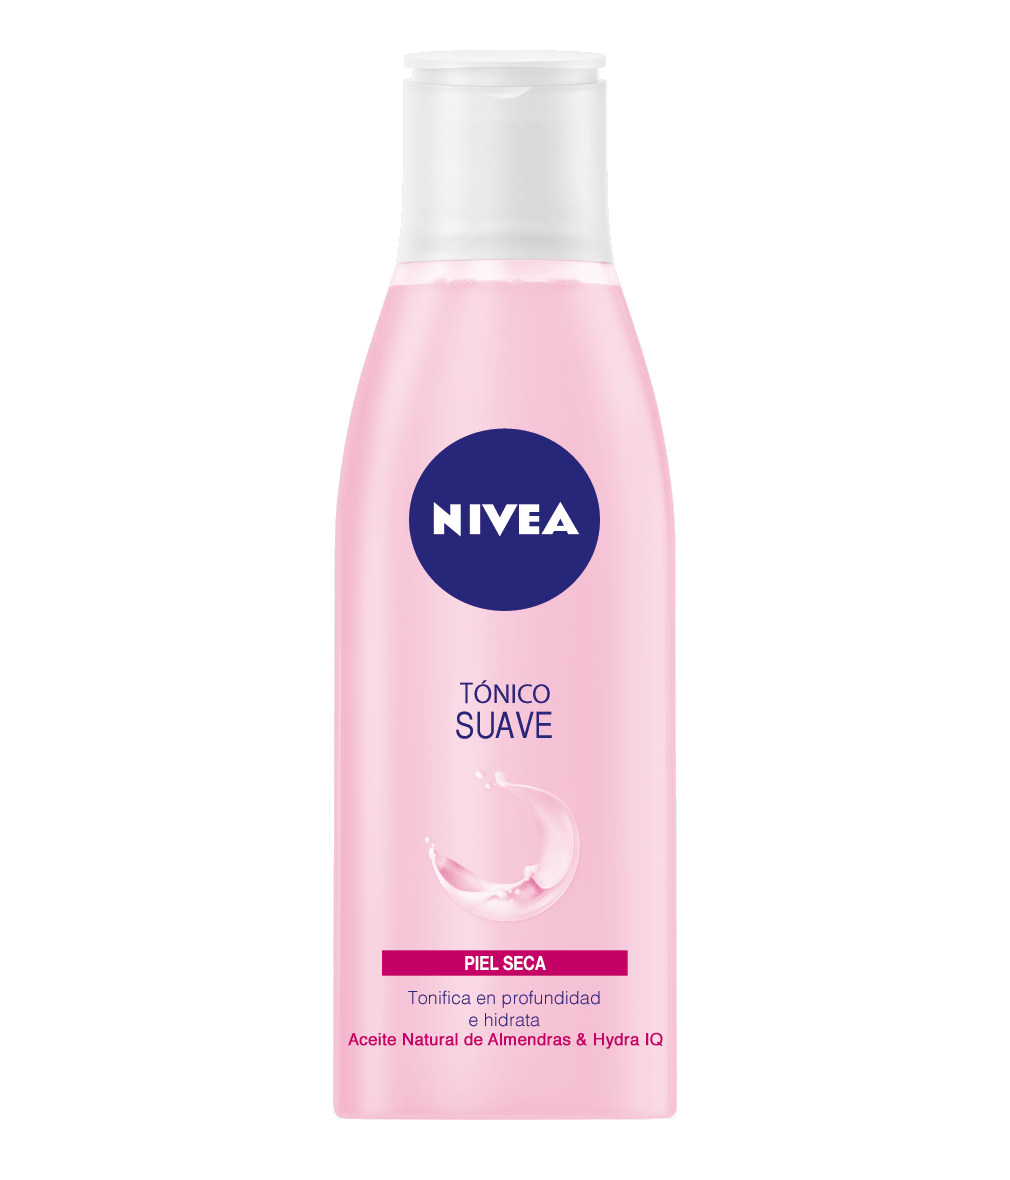 NIVEA
TÓNICO
SUAVE
PIEL SECA
Tonifica en profundidad
e hidrata
Aceite Natural de Almendras & Hydra IQ